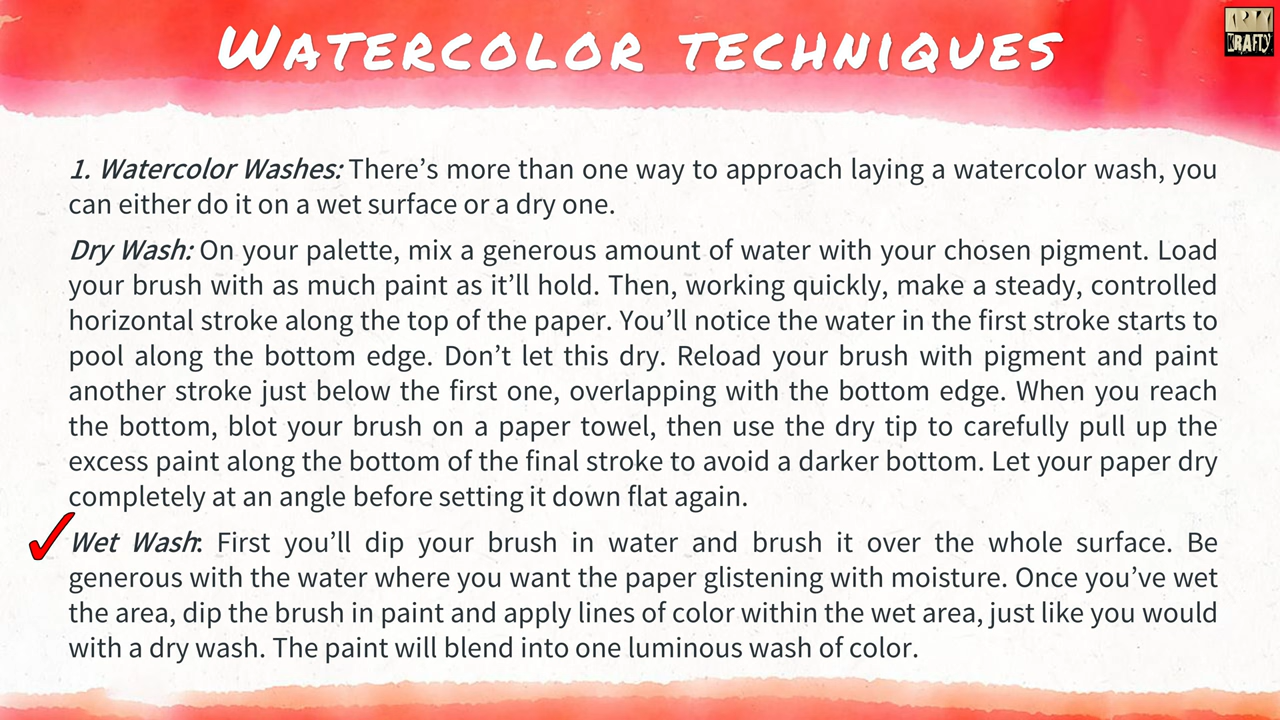 WATERCOLOR TECHNIQUES
KRAFTY
1. Watercolor Washes: There’s more than one way to approach laying a watercolor wash, you
can either do it on a wet surface or a dry one.
Dry Wash: On your palette, mix a generous amount of water with your chosen pigment. Load
your brush with as much paint as it’ll hold. Then, working quickly, make a steady, controlled
horizontal stroke along the top of the paper. You’ll notice the water in the first stroke starts to
pool along the bottom edge. Don’t let this dry. Reload your brush with pigment and paint
another stroke just below the first one, overlapping with the bottom edge. When you reach
the bottom, blot your brush on a paper towel, then use the dry tip to carefully pull up the
excess paint along the bottom of the final stroke to avoid a darker bottom. Let your paper dry
completely at an angle before setting it down flat again.
Wet Wash: First you’ll dip your brush in water and brush it over the whole surface. Be
generous with the water where you want the paper glistening with moisture. Once you’ve wet
the area, dip the brush in paint and apply lines of color within the wet area, just like you would
with a dry wash. The paint will blend into one luminous wash of color.